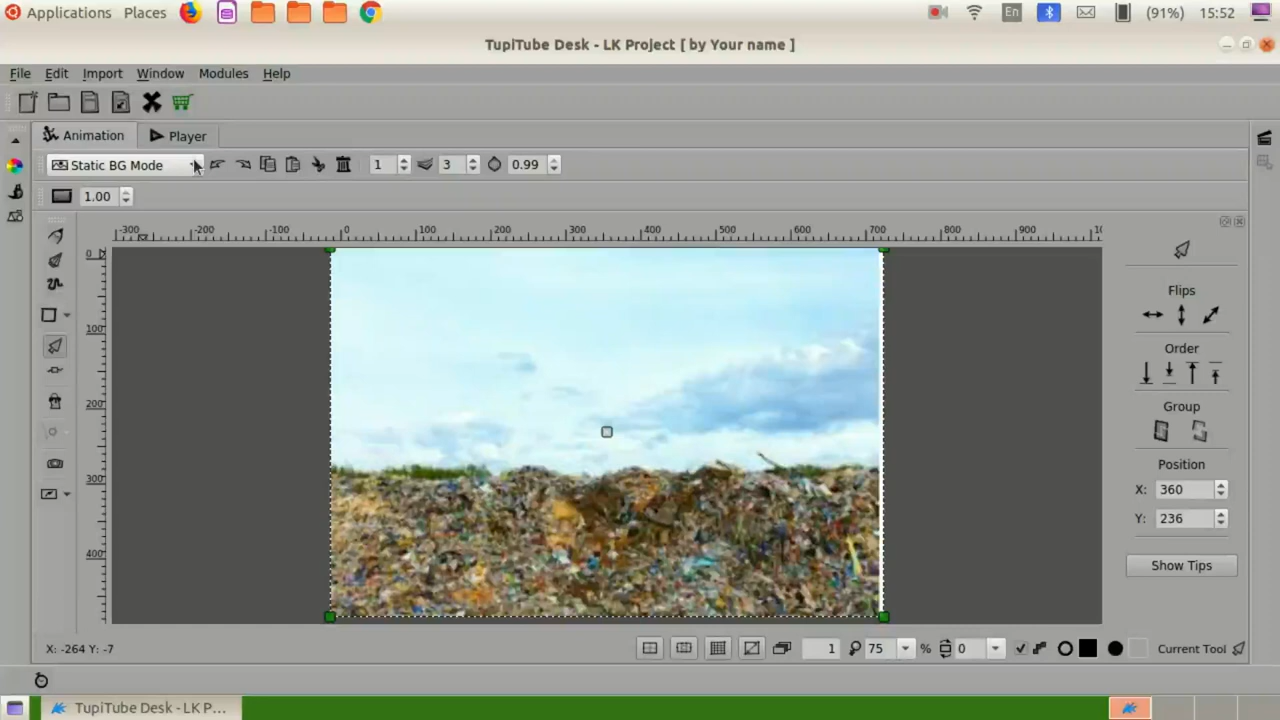 Applications Places En (91%) 15:52
TupiTube Desk - LK Project [ by Your name ]
File Edit Import Window Modules Help
Animation Player
Static BG Mode 1 3 0.99
1.00
-300 -200 -100 0 100 200 300 400 500 600 700 800 900 10
0
100
200
300
400
Flips
Order
Group
Position
X: 360
Y: 236
Show Tips
X: -264 Y: -7 1 75 % 0 Current Tool
TupiTube Desk - LK P...